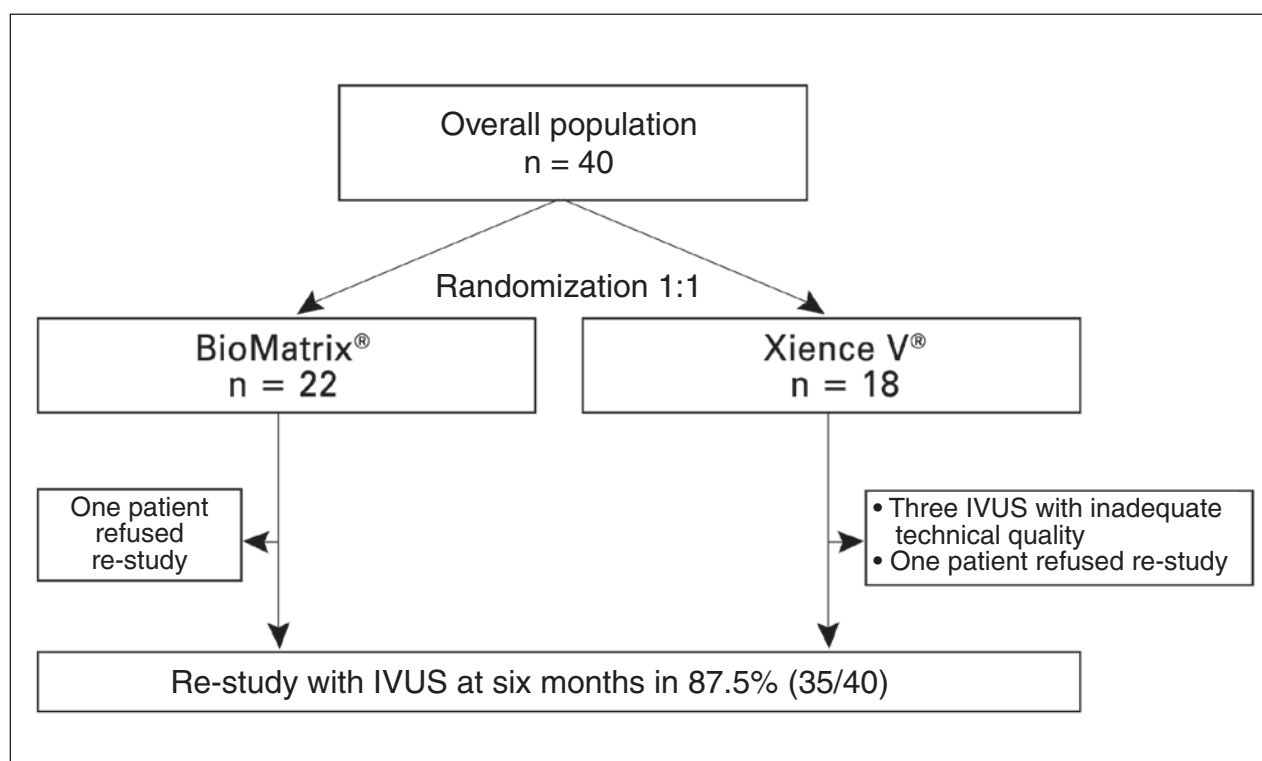 Overall population
n = 40
Randomization 1:1
BioMatrix®
n = 22
Xience V®
n = 18
One patient
refused
re-study
• Three IVUS with inadequate
technical quality
• One patient refused re-study
Re-study with IVUS at six months in 87.5% (35/40)